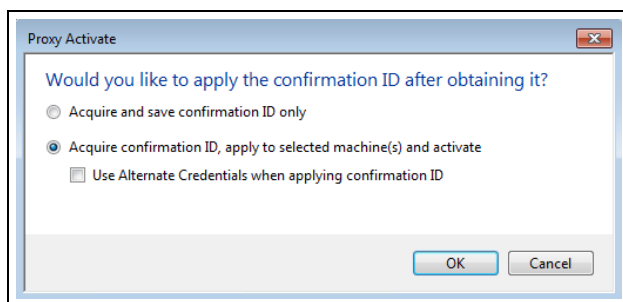 Proxy Activate
Would you like to apply the confirmation ID after obtaining it?
Acquire and save confirmation ID only
Acquire confirmation ID, apply to selected machine(s) and activate
Use Alternate Credentials when applying confirmation ID
OK Cancel